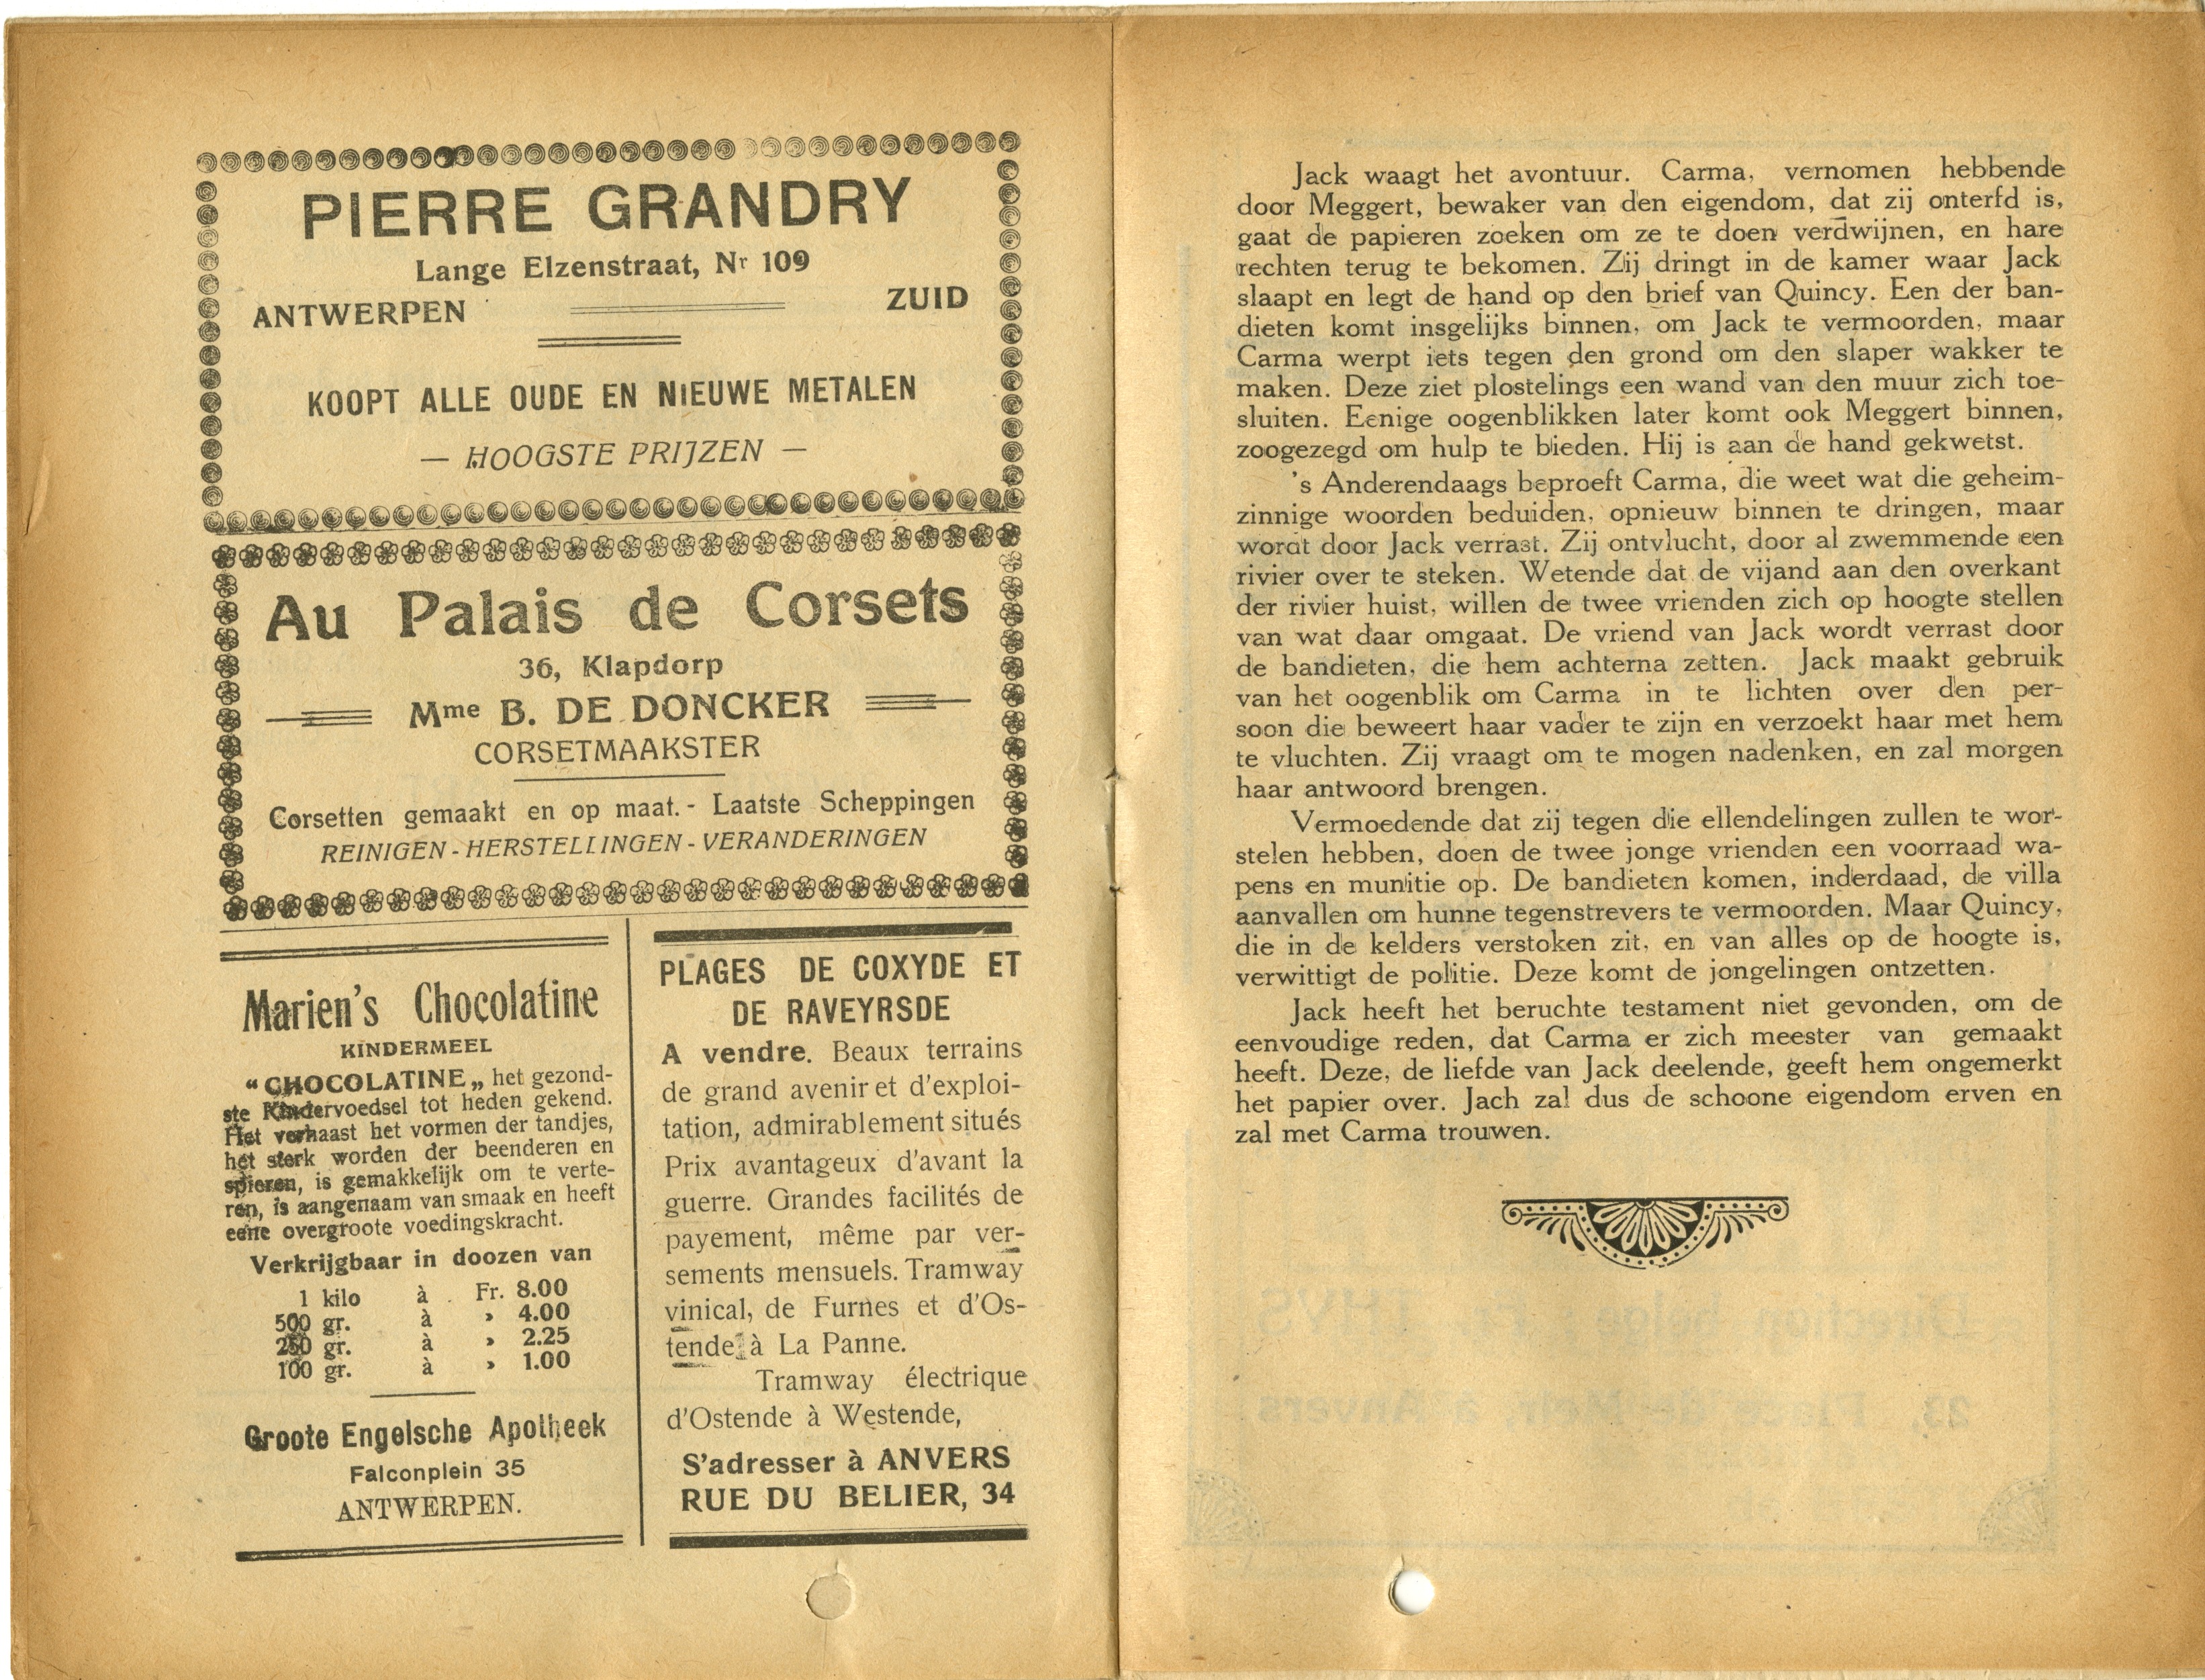 PIERRE GRANDRY
Lange Elzenstraat, Nr 109
ANTWERPEN ZUID
KOOPT ALLE OUDE EN NIEUWE METALEN
— HOOGSTE PRIJZEN —
Au Palais de Corsets
36, Klapdorp
Mme B. DE DONCKER
CORSETMAAKSTER
Corsetten gemaakt en op maat. - Laatste Scheppingen
REINIGEN - HERSTELLINGEN - VERANDERINGEN
Marien's Chocolatine
KINDERMEEL
“CHOCOLATINE„ het gezond-
ste Kindervoedsel tot heden gekend.
Het verhaast het vormen der tandjes,
het sterk worden der beenderen en
spieren, is gemakkelijk om te verte-
ren, is aangenaam van smaak en heeft
eene overgroote voedingskracht.
Verkrijgbaar in doozen van
1 kilo à Fr. 8.00
500 gr. à » 4.00
250 gr. à » 2.25
100 gr. à » 1.00
Groote Engelsche Apotheek
Falconplein 35
ANTWERPEN.
PLAGES DE COXYDE ET
DE RAVEYRSDE
A vendre. Beaux terrains
de grand avenir et d'exploi-
tation, admirablement situés
Prix avantageux d'avant la
guerre. Grandes facilités de
payement, même par ver-
sements mensuels. Tramway
vinical, de Furnes et d'Os-
tende à La Panne.
Tramway électrique
d'Ostende à Westende,
S'adresser à ANVERS
RUE DU BELIER, 34
Jack waagt het avontuur. Carma, vernomen hebbende
door Meggert, bewaker van den eigendom, dat zij onterfd is,
gaat de papieren zoeken om ze te doen verdwijnen, en hare
rechten terug te bekomen. Zij dringt in de kamer waar Jack
slaapt en legt de hand op den brief van Quincy. Een der ban-
dieten komt insgelijks binnen, om Jack te vermoorden, maar
Carma werpt iets tegen den grond om den slaper wakker te
maken. Deze ziet plostelings een wand van den muur zich toe-
sluiten. Eenige oogenblikken later komt ook Meggert binnen,
zoogezegd om hulp te bieden. Hij is aan de hand gekwetst.
's Anderendaags beproeft Carma, die weet wat die geheim-
zinnige woorden beduiden, opnieuw binnen te dringen, maar
wordt door Jack verrast. Zij ontvlucht, door al zwemmende een
rivier over te steken. Wetende dat de vijand aan den overkant
der rivier huist, willen de twee vrienden zich op hoogte stellen
van wat daar omgaat. De vriend van Jack wordt verrast door
de bandieten, die hem achterna zetten. Jack maakt gebruik
van het oogenblik om Carma in te lichten over den per-
soon die beweert haar vader te zijn en verzoekt haar met hem
te vluchten. Zij vraagt om te mogen nadenken, en zal morgen
haar antwoord brengen.
Vermoedende dat zij tegen die ellendelingen zullen te wor-
stelen hebben, doen de twee jonge vrienden een voorraad wa-
pens en munitie op. De bandieten komen, inderdaad, de villa
aanvallen om hunne tegenstrevers te vermoorden. Maar Quincy,
die in de kelders verstoken zit, en van alles op de hoogte is,
verwittigt de politie. Deze komt de jongelingen ontzetten.
Jack heeft het beruchte testament niet gevonden, om de
eenvoudige reden, dat Carma er zich meester van gemaakt
heeft. Deze, de liefde van Jack deelende, geeft hem ongemerkt
het papier over. Jach zal dus de schoone eigendom erven en
zal met Carma trouwen.